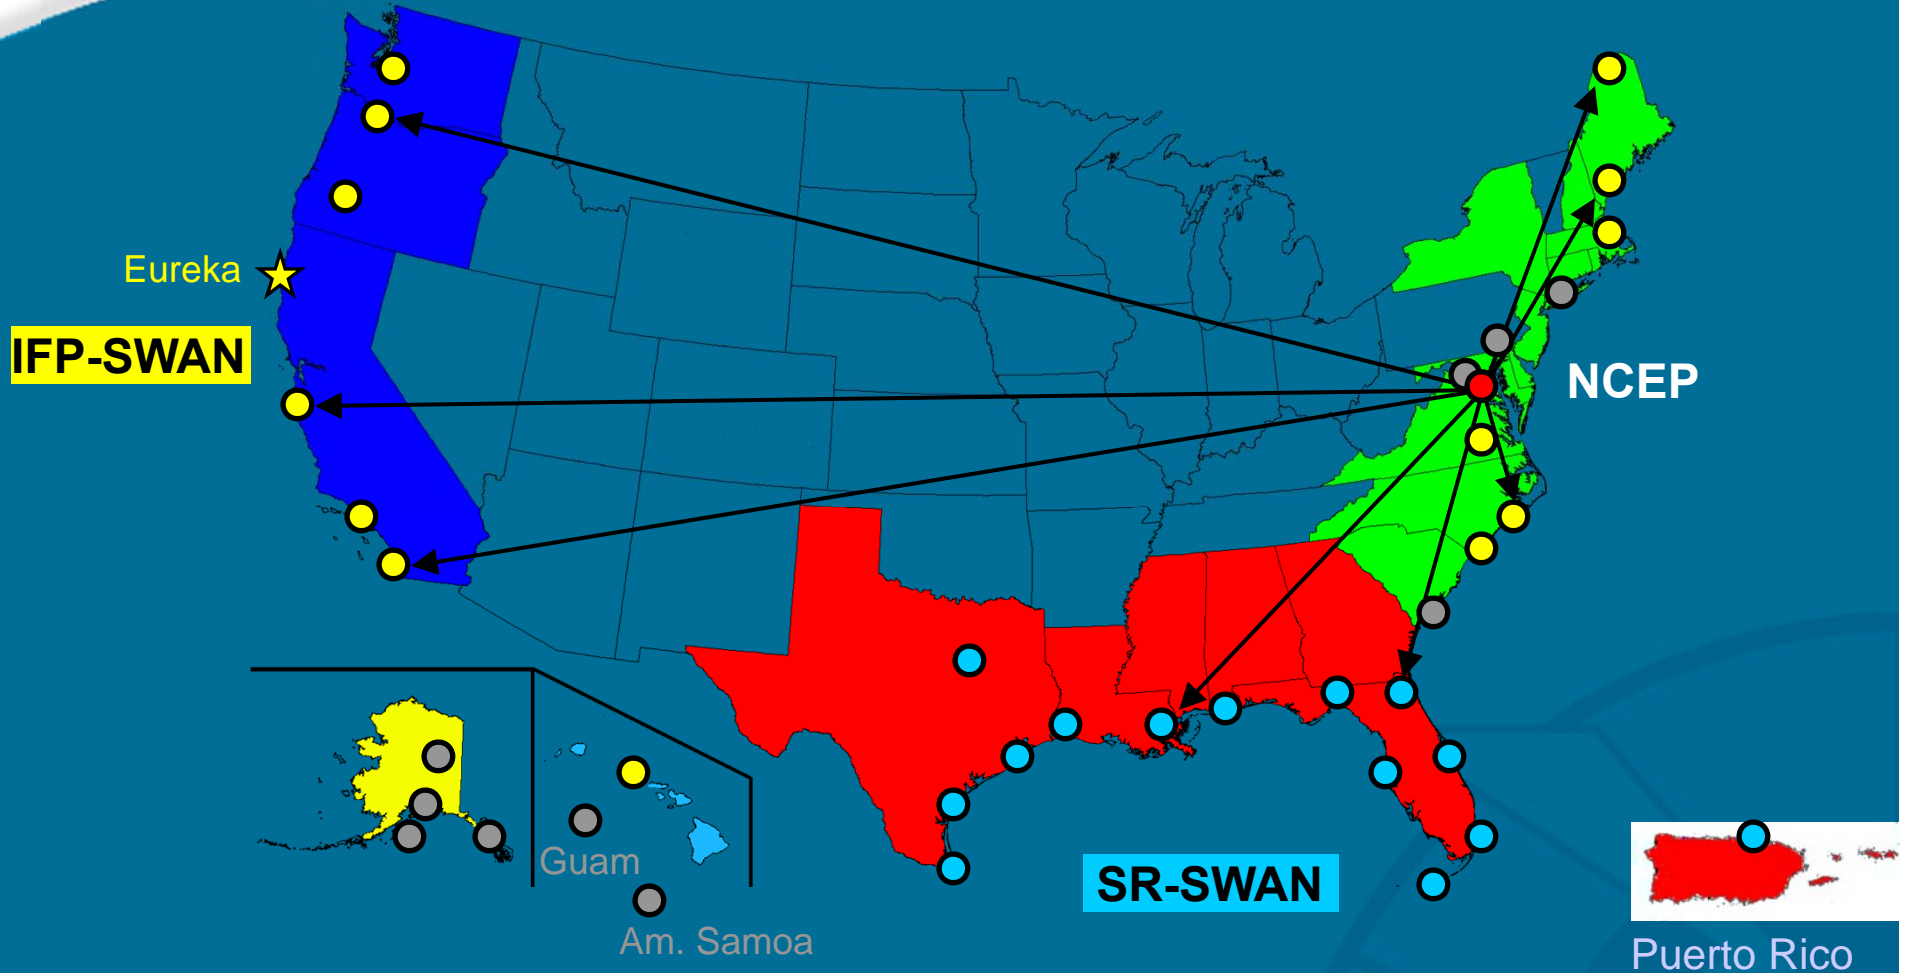 Eureka
IFP-SWAN
NCEP
Guam
SR-SWAN
Am. Samoa
Puerto Rico